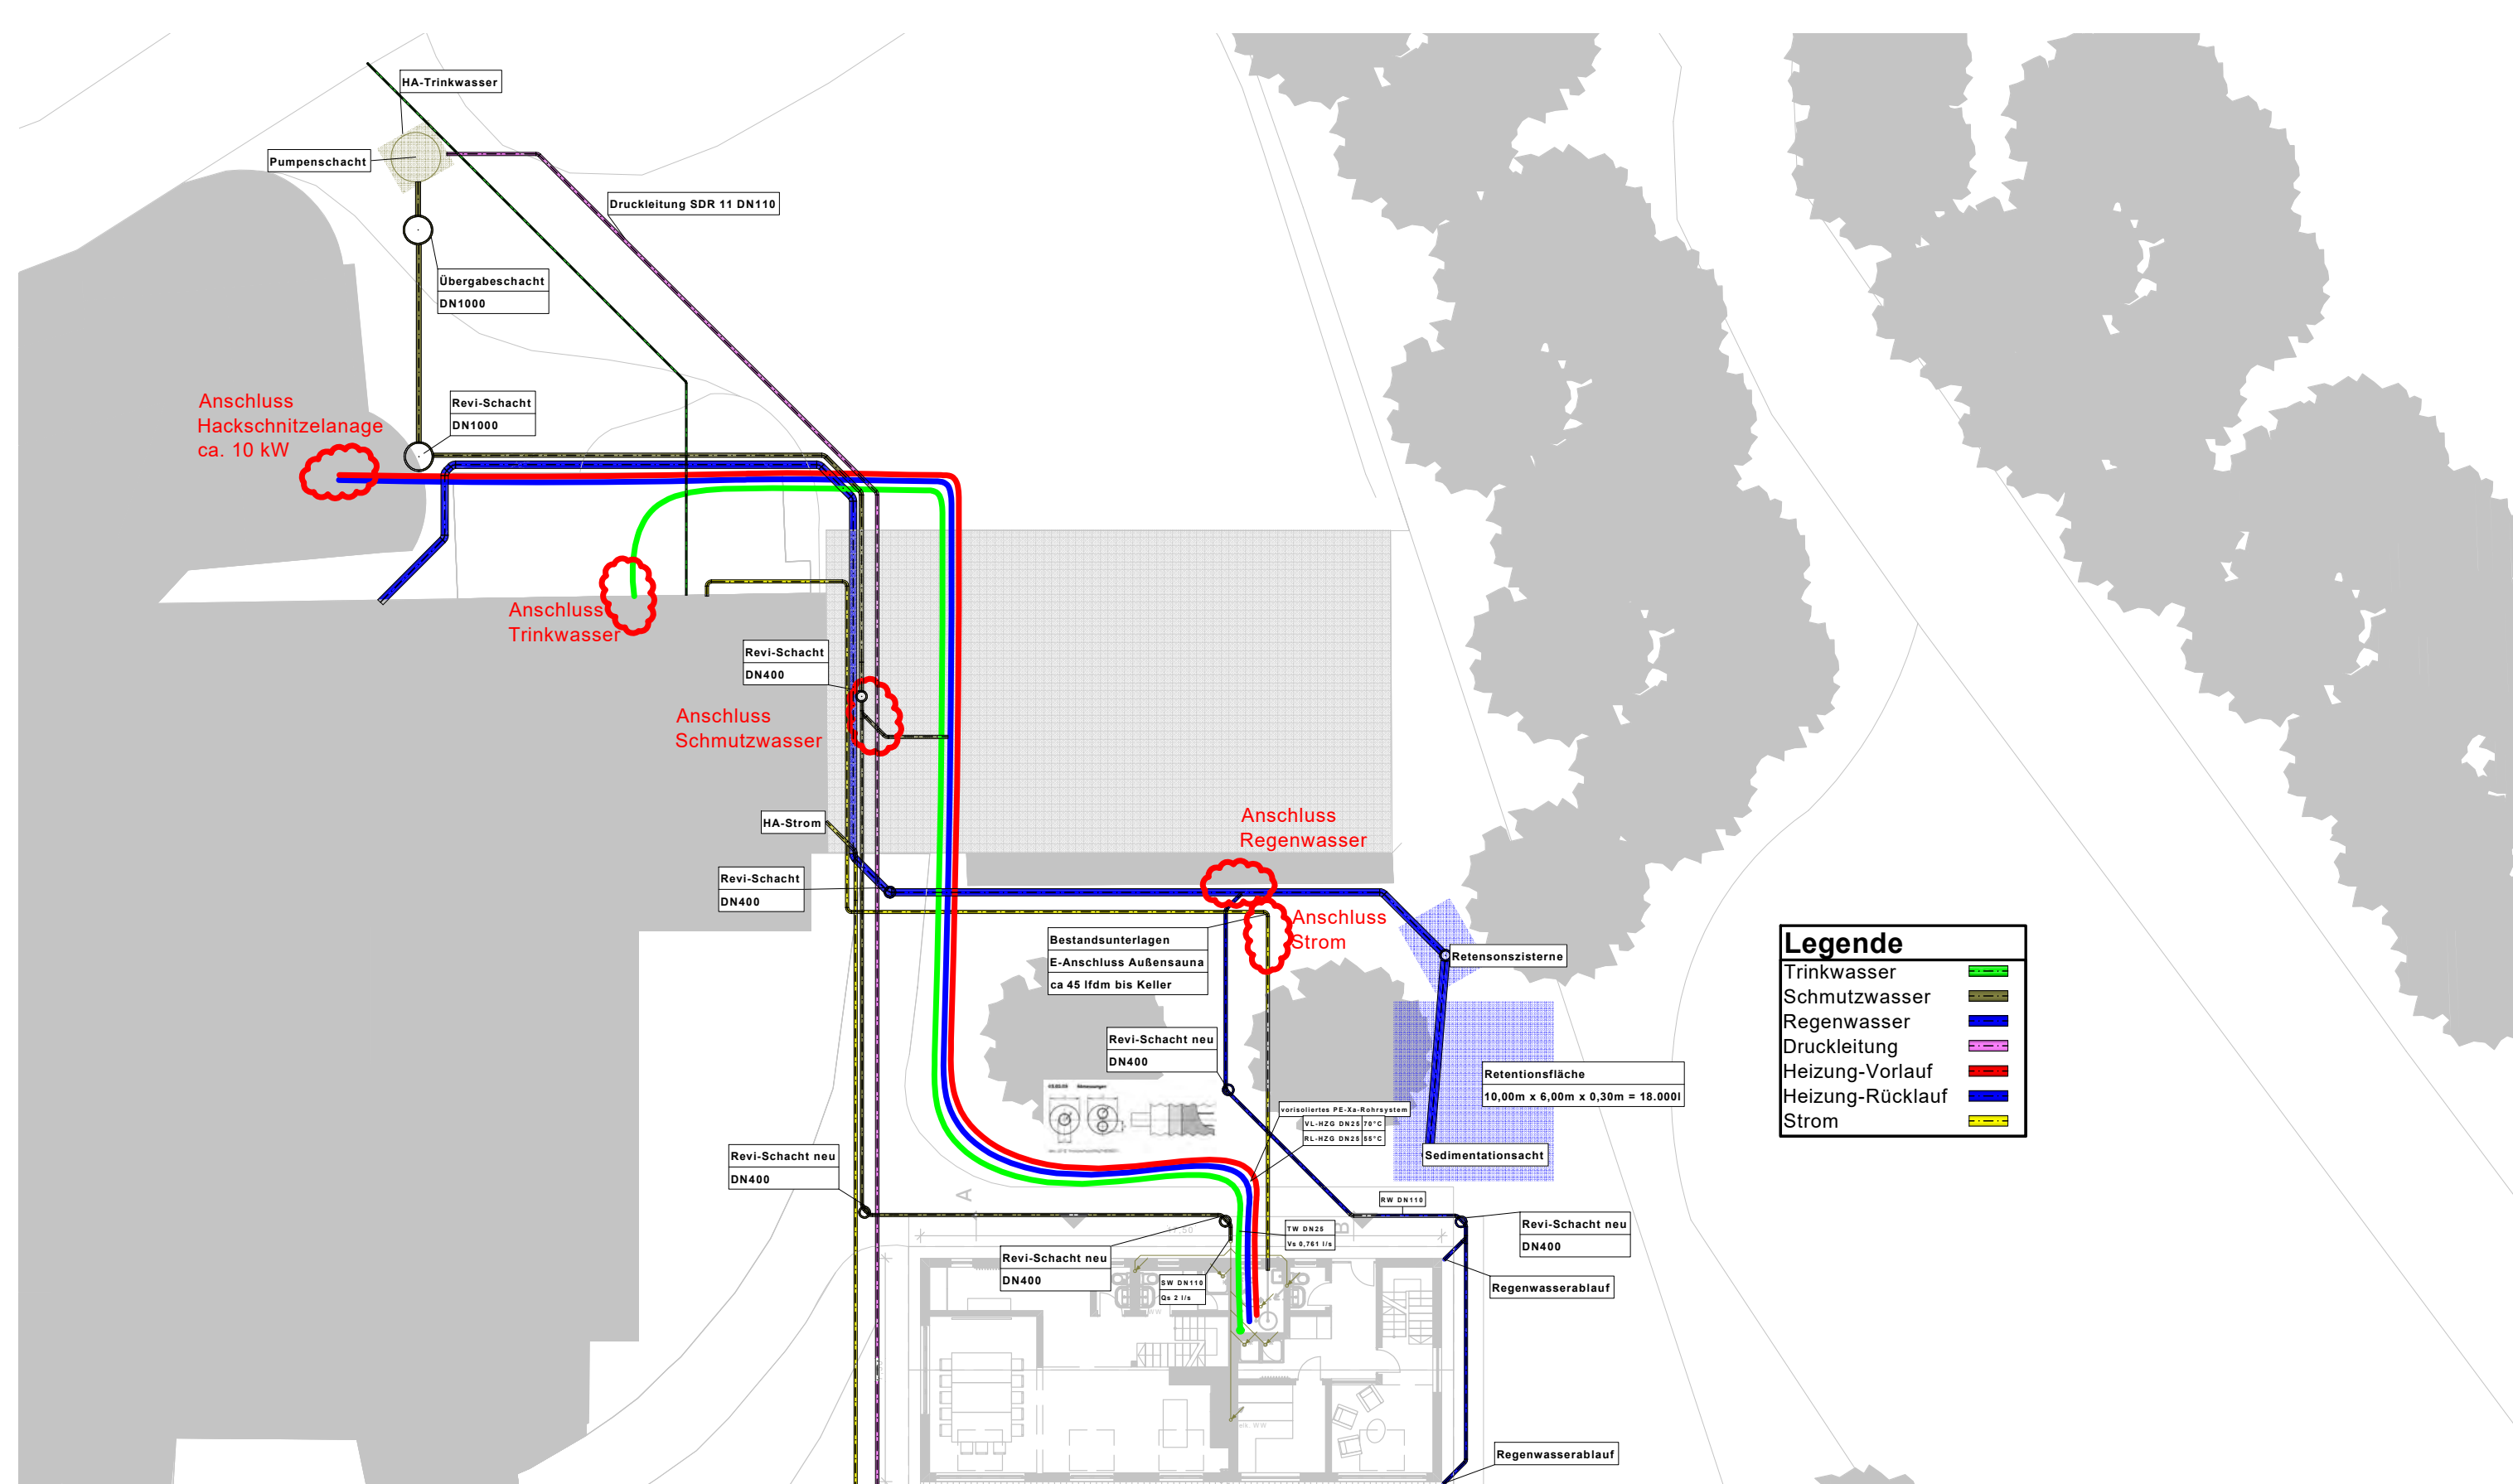 HA-Trinkwasser
Pumpenschacht
Druckleitung SDR 11 DN110
Übergabeschacht
DN1000
Anschluss
Hackschnitzelanage
ca. 10 kW
Revi-Schacht
DN1000
Anschluss
Trinkwasser
Revi-Schacht
DN400
Anschluss
Schmutzwasser
HA-Strom
Anschluss
Regenwasser
Revi-Schacht
DN400
Anschluss
Strom
Bestandsunterlagen
E-Anschluss Außensauna
ca 45 lfdm bis Keller
Retensonszisterne
Legende
Trinkwasser
Schmutzwasser
Regenwasser
Druckleitung
Heizung-Vorlauf
Heizung-Rücklauf
Strom
Revi-Schacht neu
DN400
Retentionsfläche
10,00m x 6,00m x 0,30m = 18.000l
vorisoliertes PE-Xa-Rohrsystem
VL-HZG DN25 70°C
RL-HZG DN25 55°C
Sedimentationsacht
Revi-Schacht neu
DN400
A
RW DN110
B
TW DN25
Vs 0,761 l/s
Revi-Schacht neu
DN400
Revi-Schacht neu
DN400
SW DN110
Qs 2 l/s
Regenwasserablauf
Regenwasserablauf